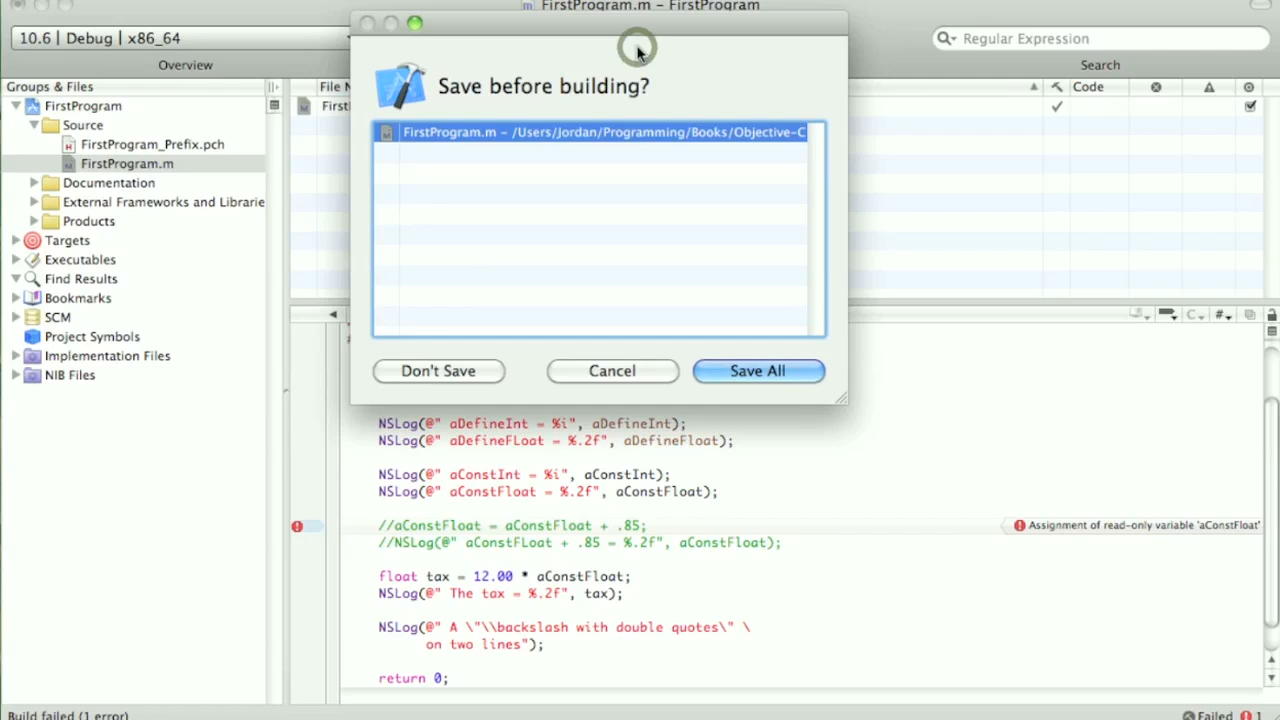 FirstProgram.m – FirstProgram
10.6 | Debug | x86_64
Regular Expression
Overview
Search
Groups & Files
File N
Code
FirstProgram
Source
FirstProgram_Prefix.pch
FirstProgram.m
Documentation
External Frameworks and Librarie
Products
Targets
Executables
Find Results
Bookmarks
SCM
Project Symbols
Implementation Files
NIB Files
Save before building?
FirstProgram.m – /Users/Jordan/Programming/Books/Objective-C
Don't Save
Cancel
Save All
NSLog(@" aDefineInt = %i", aDefineInt);
NSLog(@" aDefineFLoat = %.2f", aDefineFloat);
NSLog(@" aConstInt = %i", aConstInt);
NSLog(@" aConstFloat = %.2f", aConstFloat);
//aConstFloat = aConstFloat + .85;
Assignment of read-only variable 'aConstFloat'
//NSLog(@" aConstFLoat + .85 = %.2f", aConstFloat);
float tax = 12.00 * aConstFloat;
NSLog(@" The tax = %.2f", tax);
NSLog(@" A \"\\backslash with double quotes\" \
on two lines");
return 0;
Build failed (1 error)
Failed
1